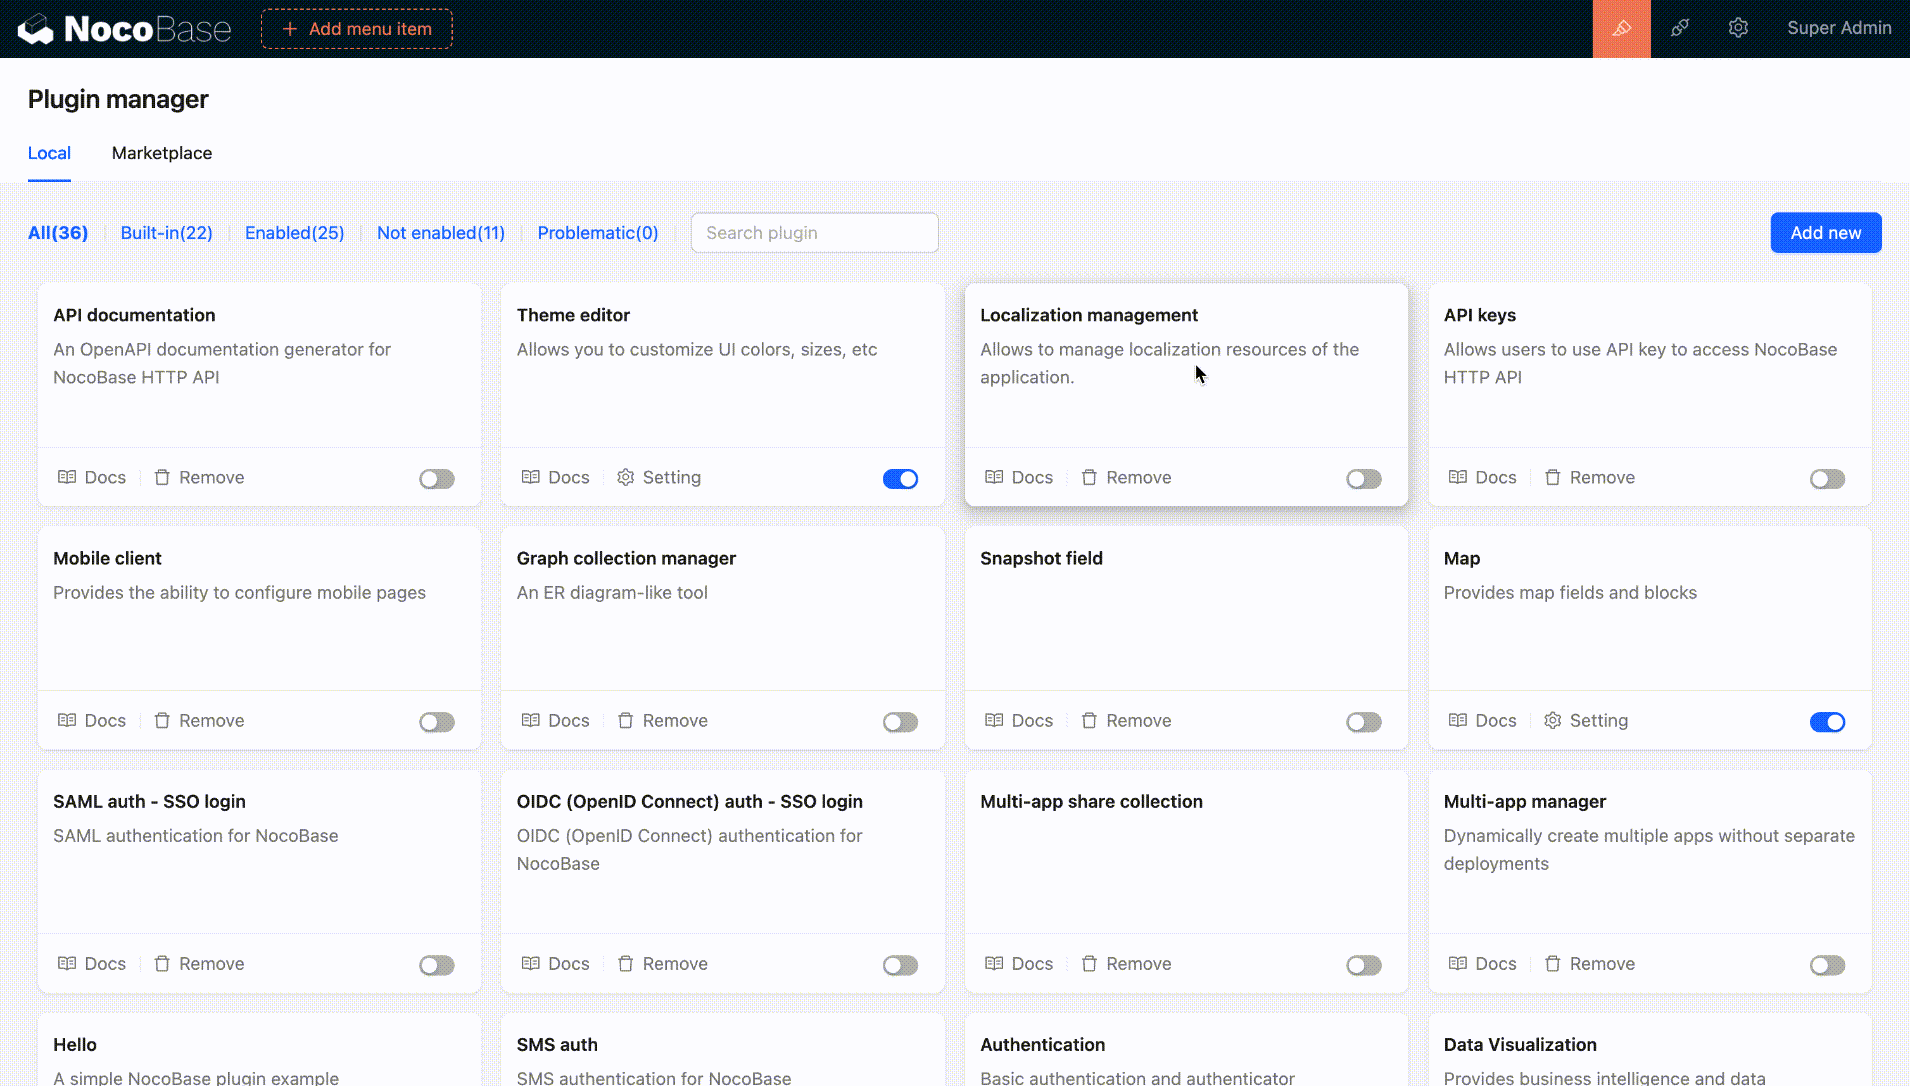 NocoBase
Add menu item
Super Admin
Plugin manager
Local
Marketplace
All(36)
Built-in(22)
Enabled(25)
Not enabled(11)
Problematic(0)
Search plugin
Add new
API documentation
An OpenAPI documentation generator for
NocoBase HTTP API
Docs
Remove
Theme editor
Allows you to customize UI colors, sizes, etc
Docs
Setting
Localization management
Allows to manage localization resources of the
application.
Docs
Remove
API keys
Allows users to use API key to access NocoBase
HTTP API
Docs
Remove
Mobile client
Provides the ability to configure mobile pages
Docs
Remove
Graph collection manager
An ER diagram-like tool
Docs
Remove
Snapshot field
Docs
Remove
Map
Provides map fields and blocks
Docs
Setting
SAML auth - SSO login
SAML authentication for NocoBase
Docs
Remove
OIDC (OpenID Connect) auth - SSO login
OIDC (OpenID Connect) authentication for
NocoBase
Docs
Remove
Multi-app share collection
Docs
Remove
Multi-app manager
Dynamically create multiple apps without separate
deployments
Docs
Remove
Hello
A simple NocoBase plugin example
SMS auth
SMS authentication for NocoBase
Authentication
Basic authentication and authenticator
Data Visualization
Provides business intelligence and data